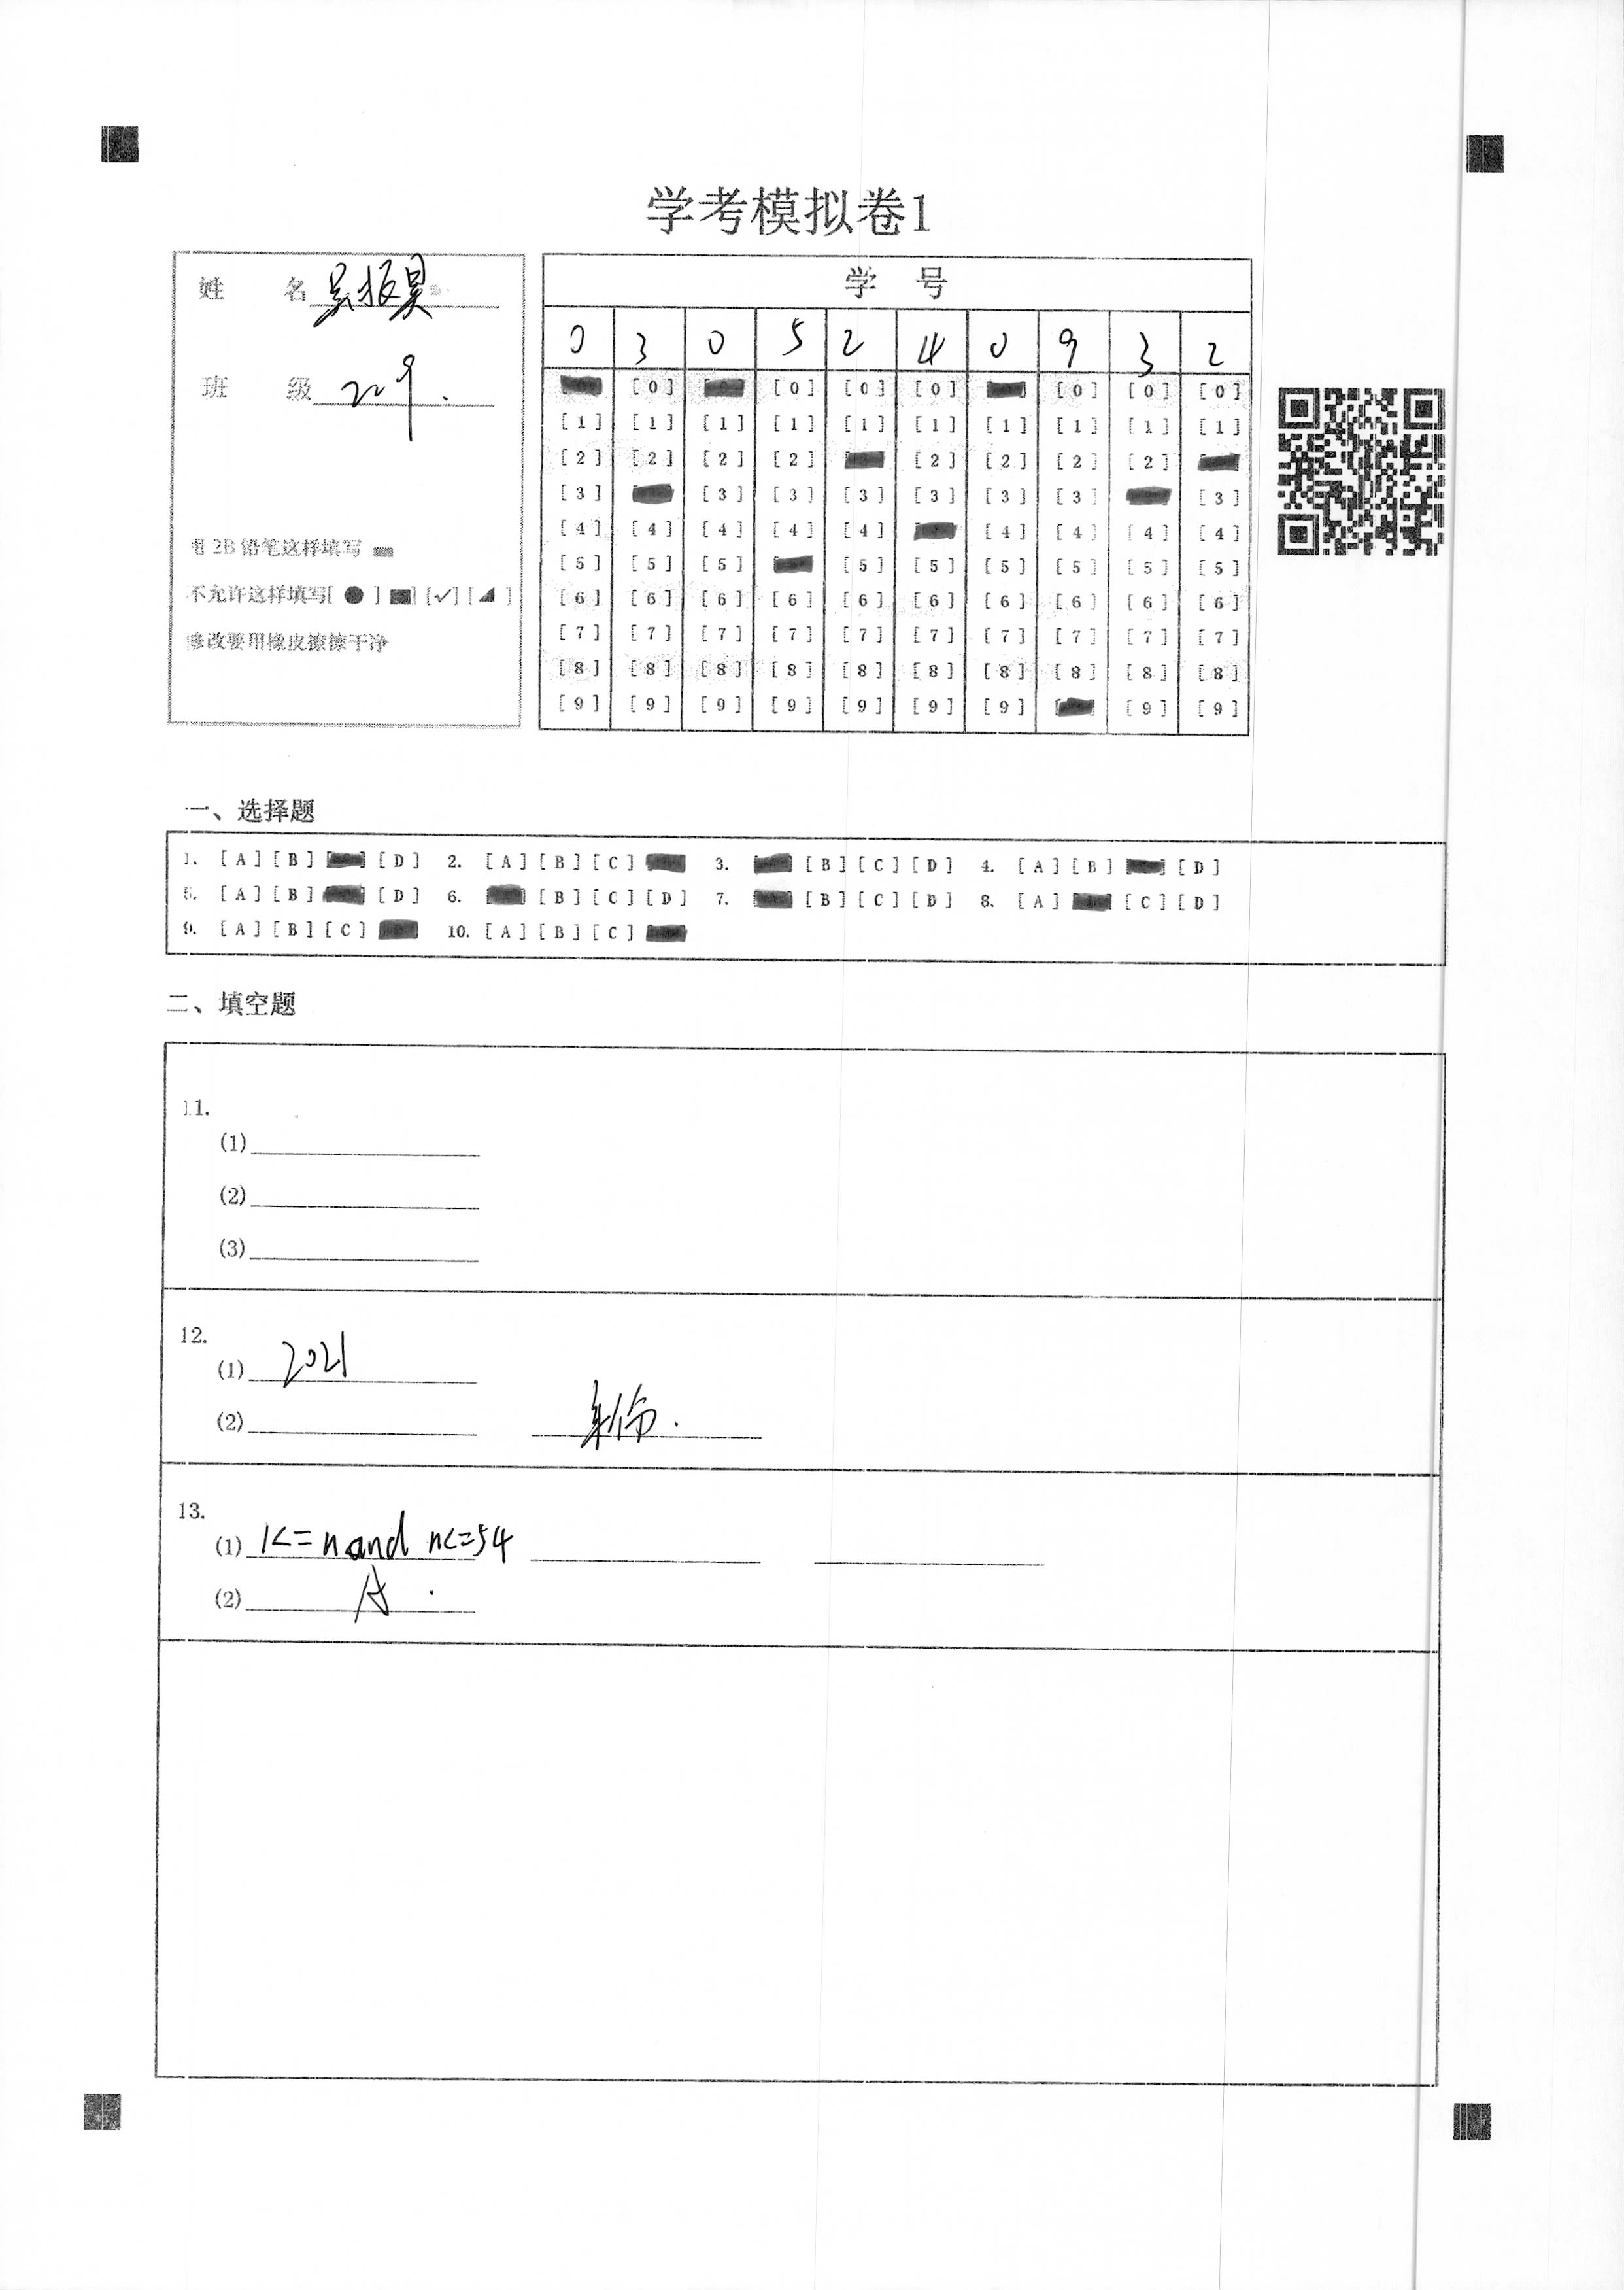 学考模拟卷1
姓 名 吴振昊
班 级 209.
用 2B 铅笔这样填写
不允许这样填写[ ● ] ■ [✓] [ ◢ ]
修改要用橡皮擦擦干净
学 号
0 3 0 5 2 4 0 9 3 2
[0] [0] [0] [0] [0] [0] [0]
[1] [1] [1] [1] [1] [1] [1] [1] [1] [1]
[2] [2] [2] [2] [2] [2] [2] [2]
[3] [3] [3] [3] [3] [3] [3] [3]
[4] [4] [4] [4] [4] [4] [4] [4] [4]
[5] [5] [5] [5] [5] [5] [5] [5] [5]
[6] [6] [6] [6] [6] [6] [6] [6] [6] [6]
[7] [7] [7] [7] [7] [7] [7] [7] [7] [7]
[8] [8] [8] [8] [8] [8] [8] [8] [8] [8]
[9] [9] [9] [9] [9] [9] [9] [9] [9]
一、选择题
1. [A] [B] [D] 2. [A] [B] [C] 3. [B] [C] [D] 4. [A] [B] [D]
5. [A] [B] [D] 6. [B] [C] [D] 7. [B] [C] [D] 8. [A] [C] [D]
9. [A] [B] [C] 10. [A] [B] [C]
二、填空题
11.
(1)
(2)
(3)
12.
(1) 2021
(2)
13.
(1) k=n and n<=54
(2) A.